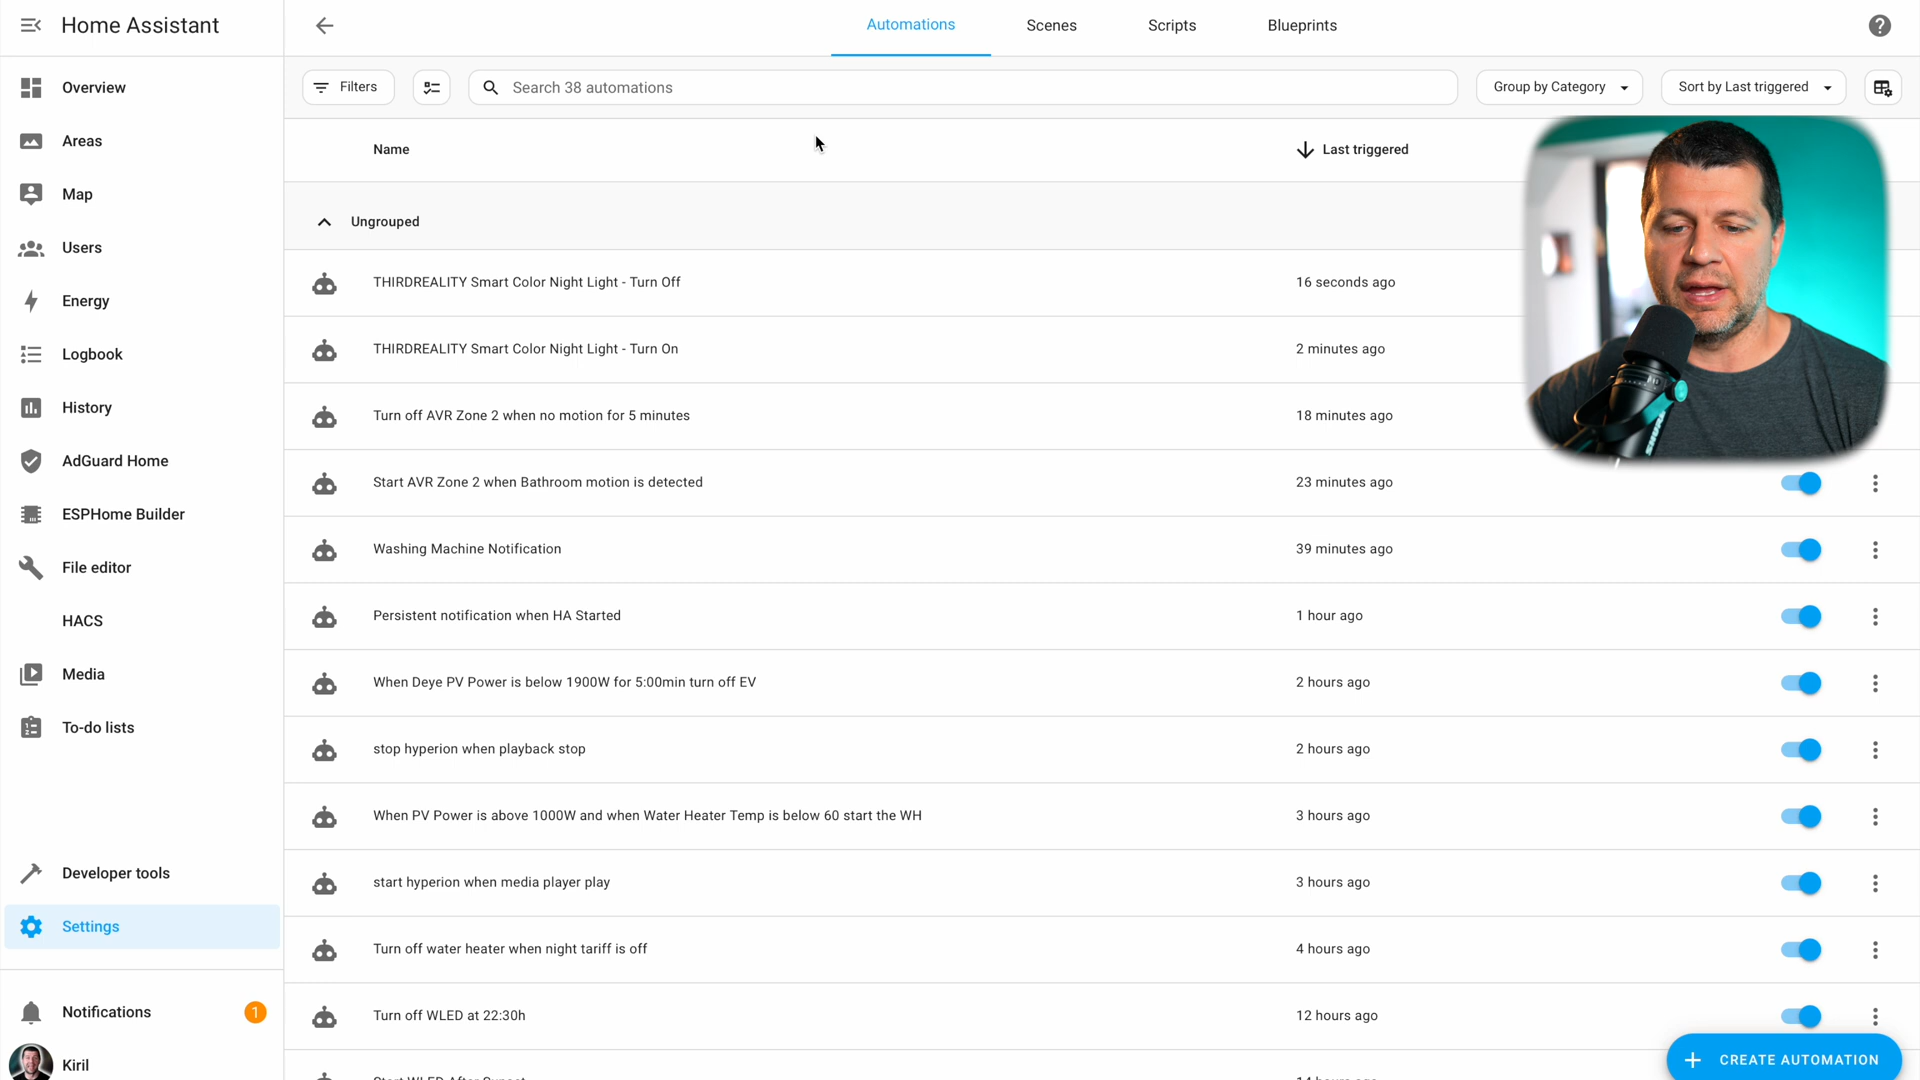 Home Assistant
Overview
Areas
Map
Users
Energy
Logbook
History
AdGuard Home
ESPHome Builder
File editor
HACS
Media
To-do lists
Developer tools
Settings
Notifications
1
Kiril
Automations
Scenes
Scripts
Blueprints
Filters
Search 38 automations
Group by Category
Sort by Last triggered
Name
Last triggered
Ungrouped
THIRDREALITY Smart Color Night Light - Turn Off
16 seconds ago
THIRDREALITY Smart Color Night Light - Turn On
2 minutes ago
Turn off AVR Zone 2 when no motion for 5 minutes
18 minutes ago
Start AVR Zone 2 when Bathroom motion is detected
23 minutes ago
Washing Machine Notification
39 minutes ago
Persistent notification when HA Started
1 hour ago
When Deye PV Power is below 1900W for 5:00min turn off EV
2 hours ago
stop hyperion when playback stop
2 hours ago
When PV Power is above 1000W and when Water Heater Temp is below 60 start the WH
3 hours ago
start hyperion when media player play
3 hours ago
Turn off water heater when night tariff is off
4 hours ago
Turn off WLED at 22:30h
12 hours ago
CREATE AUTOMATION